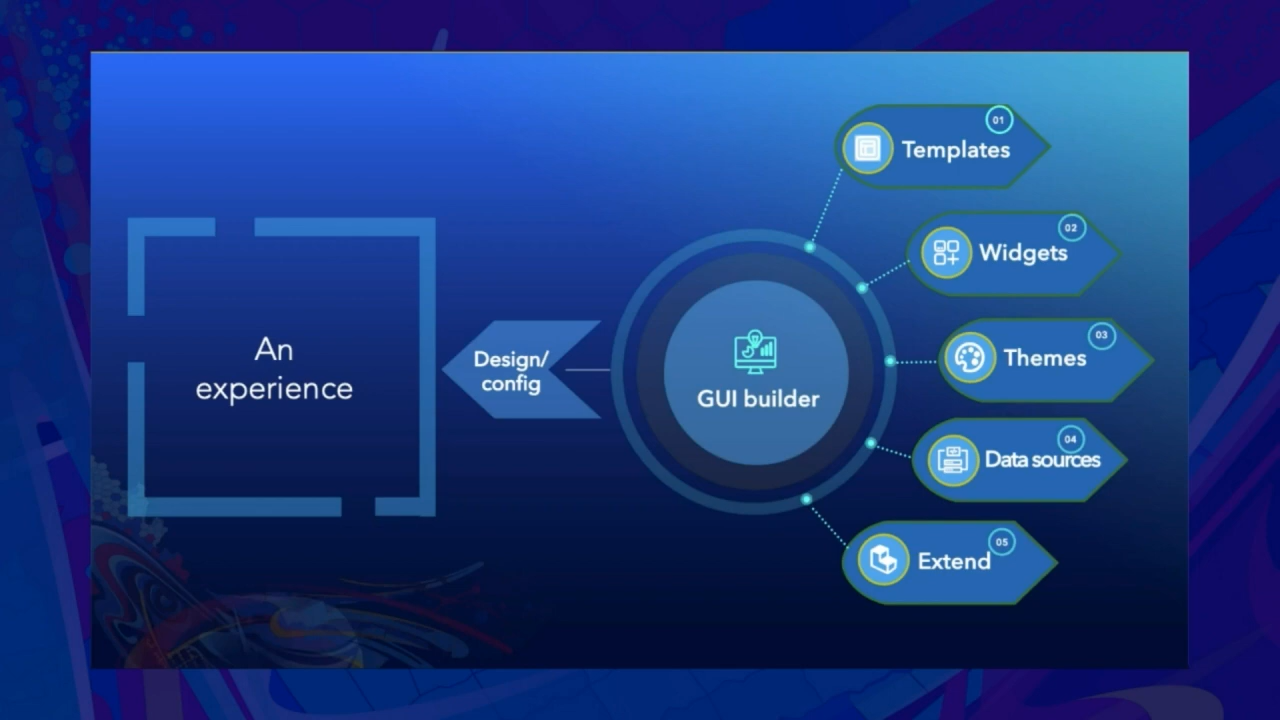 An
experience
Design/
config
GUI builder
01
Templates
02
Widgets
03
Themes
04
Data sources
05
Extend